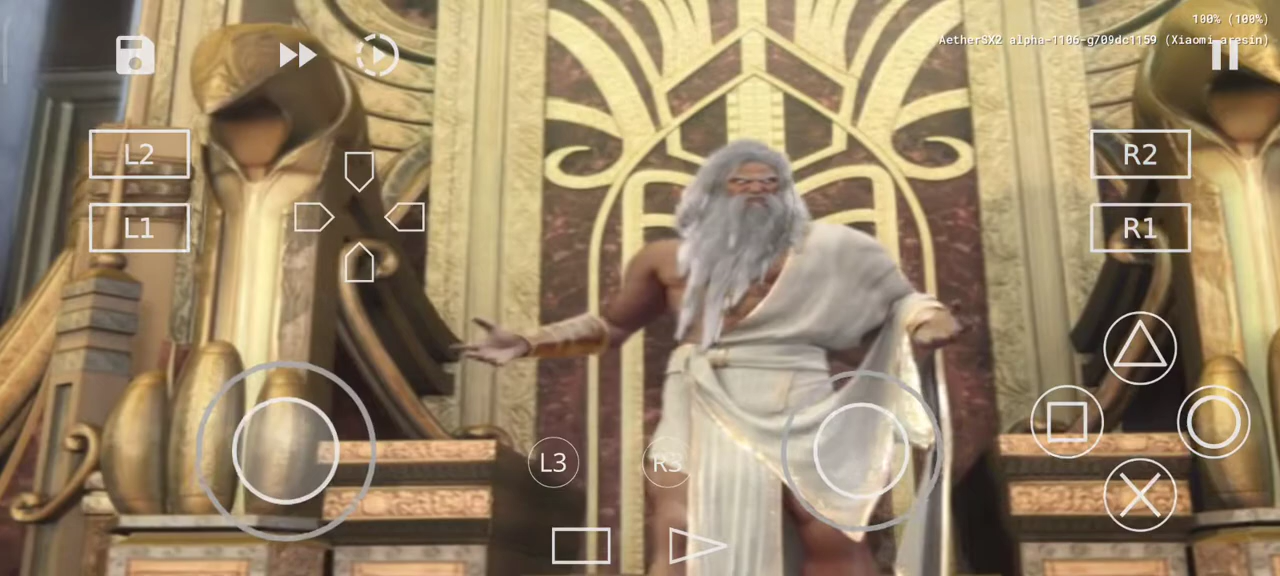 100% (100%)
AetherSX2 alpha-1106-g709dc1159 (Xiaomi aresin)
L2
R2
L1
R1
L3
R3